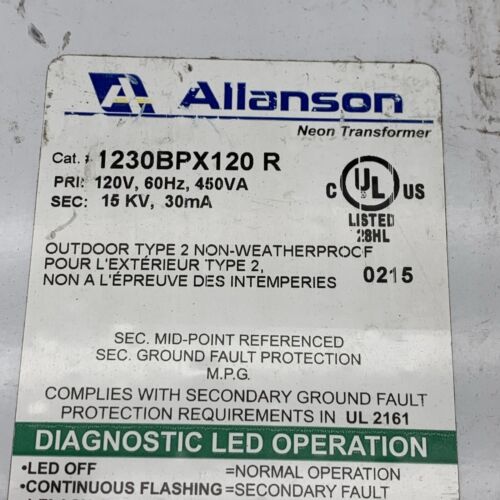 Allanson
Neon Transformer
Cat. # 1230BPX120 R
PRI: 120V, 60Hz, 450VA
SEC: 15 KV, 30mA
C UL US
LISTED
28HL
OUTDOOR TYPE 2 NON-WEATHERPROOF
POUR L'EXTÉRIEUR TYPE 2,
NON A L'ÉPREUVE DES INTEMPERIES
0215
SEC. MID-POINT REFERENCED
SEC. GROUND FAULT PROTECTION
M.P.G.
COMPLIES WITH SECONDARY GROUND FAULT
PROTECTION REQUIREMENTS IN UL 2161
DIAGNOSTIC LED OPERATION
•LED OFF =NORMAL OPERATION
•CONTINUOUS FLASHING =SECONDARY FAULT